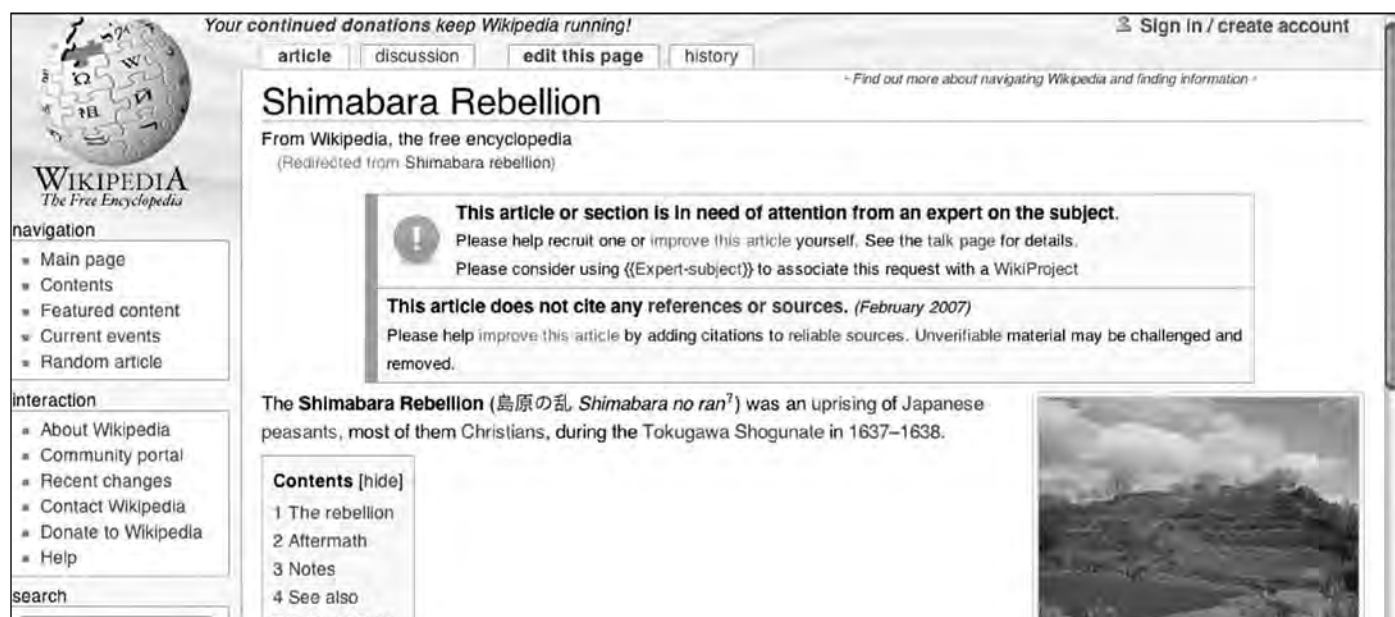 Your continued donations keep Wikipedia running!
Sign in / create account
article
discussion
edit this page
history
- Find out more about navigating Wikipedia and finding information -
Shimabara Rebellion
From Wikipedia, the free encyclopedia
(Redirected from Shimabara rebellion)
WIKIPEDIA
The Free Encyclopedia
navigation
Main page
Contents
Featured content
Current events
Random article
interaction
About Wikipedia
Community portal
Recent changes
Contact Wikipedia
Donate to Wikipedia
Help
search
This article or section is in need of attention from an expert on the subject.
Please help recruit one or improve this article yourself. See the talk page for details.
Please consider using {{Expert-subject}} to associate this request with a WikiProject
This article does not cite any references or sources. (February 2007)
Please help improve this article by adding citations to reliable sources. Unverifiable material may be challenged and
removed.
The Shimabara Rebellion (島原の乱 Shimabara no ran?) was an uprising of Japanese
peasants, most of them Christians, during the Tokugawa Shogunate in 1637–1638.
Contents [hide]
1 The rebellion
2 Aftermath
3 Notes
4 See also